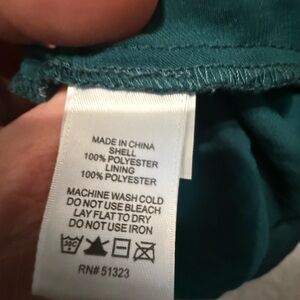 MADE IN CHINA
SHELL
100% POLYESTER
LINING
100% POLYESTER
MACHINE WASH COLD
DO NOT USE BLEACH
LAY FLAT TO DRY
DO NOT USE IRON
30C
RN# 51323